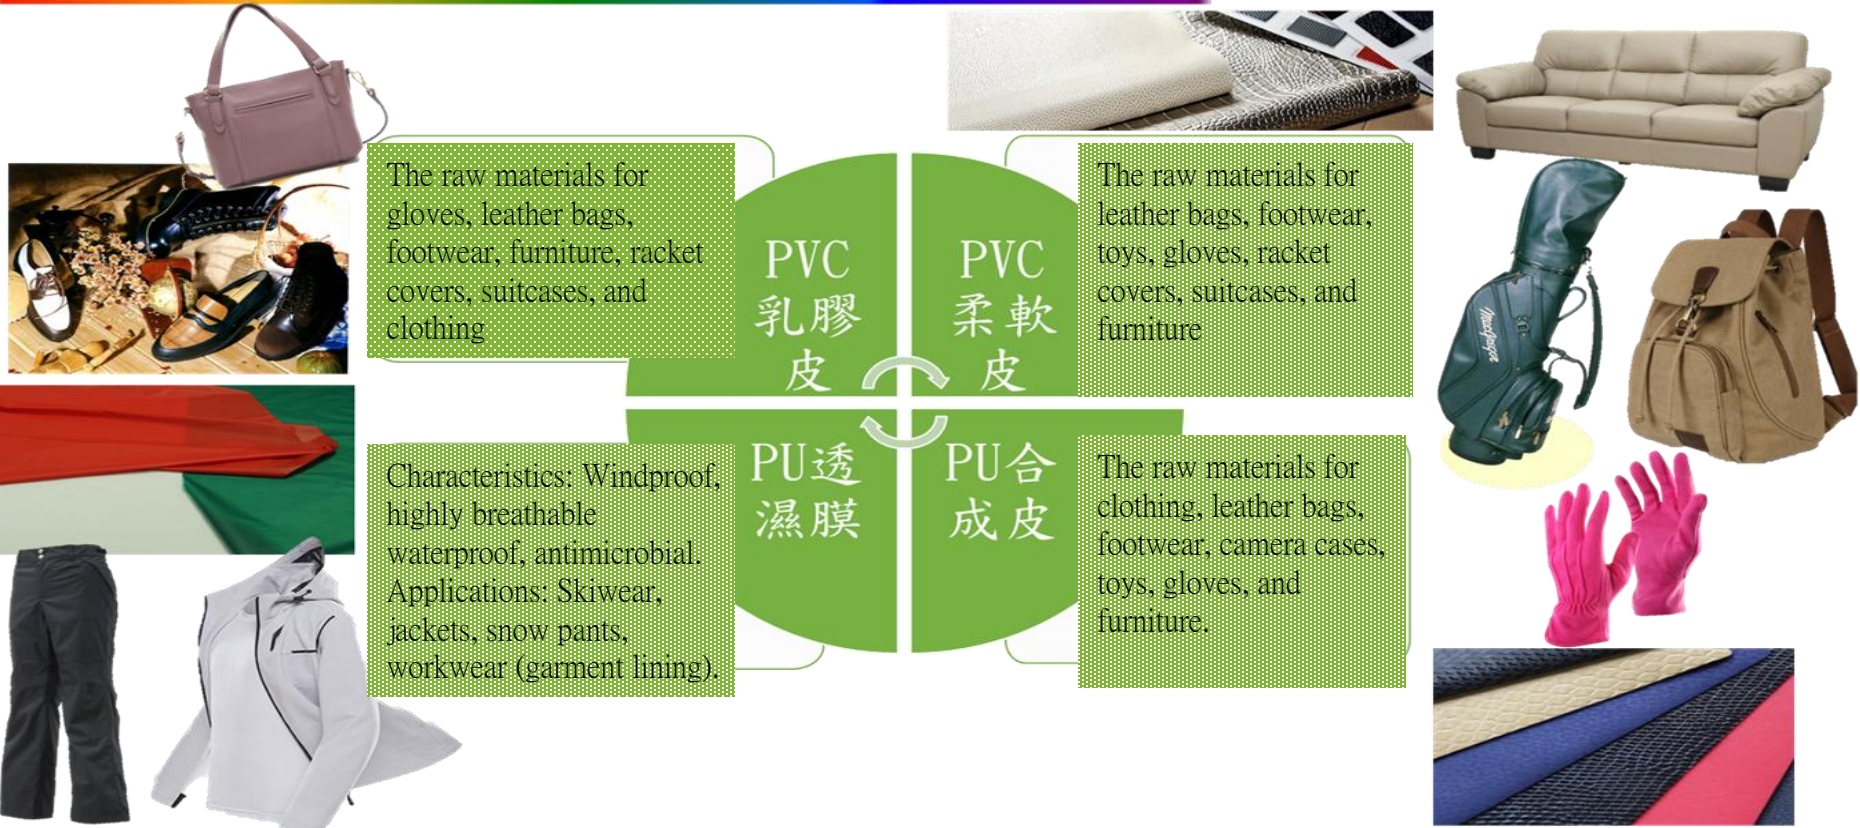 The raw materials for
gloves, leather bags,
footwear, furniture, racket
covers, suitcases, and
clothing
PVC
乳膠
皮
PVC
柔軟
皮
The raw materials for
leather bags, footwear,
toys, gloves, racket
covers, suitcases, and
furniture
MacGregor
Characteristics: Windproof,
highly breathable
waterproof, antimicrobial.
Applications: Skiwear,
jackets, snow pants,
workwear (garment lining).
PU透
濕膜
PU合
成皮
The raw materials for
clothing, leather bags,
footwear, camera cases,
toys, gloves, and
furniture.